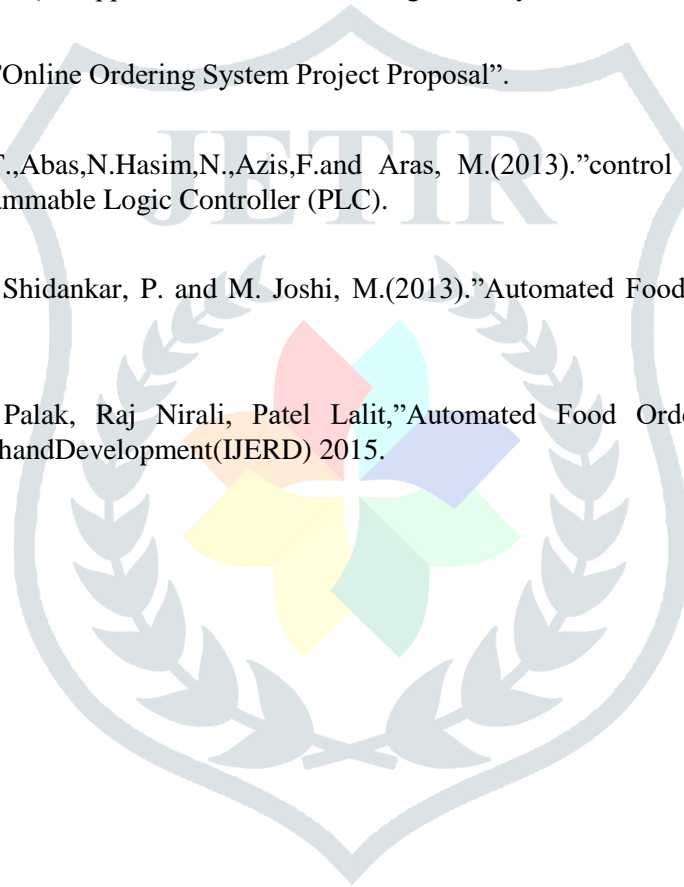 ”Online Ordering System Project Proposal”.
T.,Abas,N.Hasim,N.,Azis,F.and Aras, M.(2013).”control
ammable Logic Controller (PLC).
JETIR
Shidankar, P. and M. Joshi, M.(2013).”Automated Food
Palak, Raj Nirali, Patel Lalit,”Automated Food Orde
handDevelopment(IJERD) 2015.